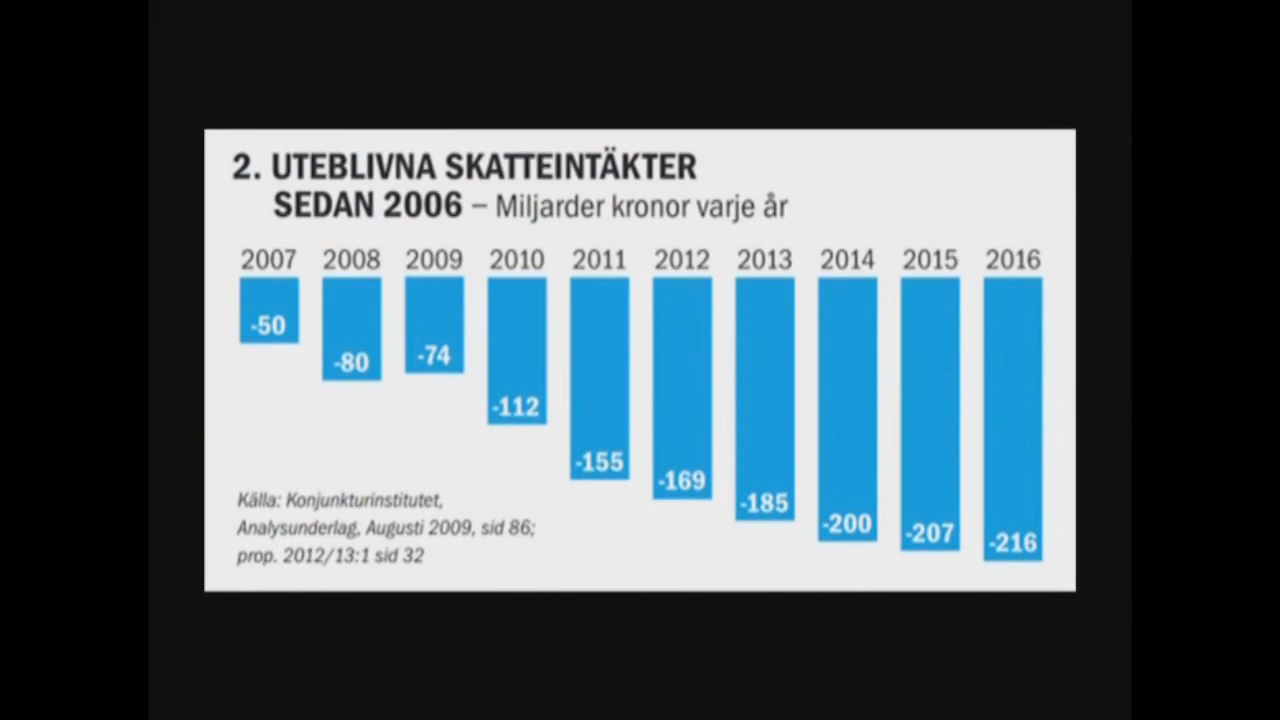 2. UTEBLIVNA SKATTEINTÄKTER
SEDAN 2006 – Miljarder kronor varje år
2007 2008 2009 2010 2011 2012 2013 2014 2015 2016
-50
-80
-74
-112
-155
-169
-185
-200
-207
-216
Källa: Konjunkturinstitutet,
Analysunderlag, Augusti 2009, sid 86;
prop. 2012/13:1 sid 32